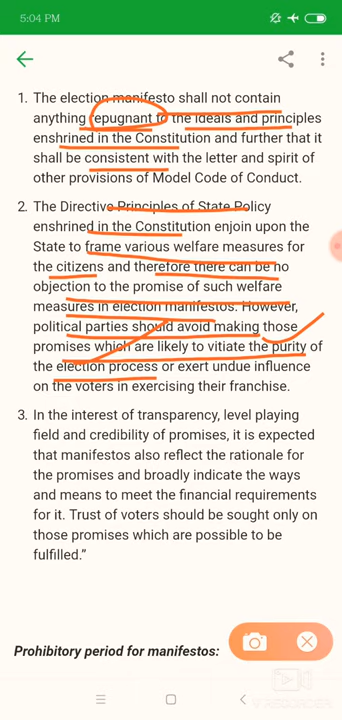 5:04 PM
1. The election manifesto shall not contain
anything repugnant to the ideals and principles
enshrined in the Constitution and further that it
shall be consistent with the letter and spirit of
other provisions of Model Code of Conduct.
2. The Directive Principles of State Policy
enshrined in the Constitution enjoin upon the
State to frame various welfare measures for
the citizens and therefore there can be no
objection to the promise of such welfare
measures in election manifestos. However,
political parties should avoid making those
promises which are likely to vitiate the purity of
the election process or exert undue influence
on the voters in exercising their franchise.
3. In the interest of transparency, level playing
field and credibility of promises, it is expected
that manifestos also reflect the rationale for
the promises and broadly indicate the ways
and means to meet the financial requirements
for it. Trust of voters should be sought only on
those promises which are possible to be
fulfilled.”
Prohibitory period for manifestos: